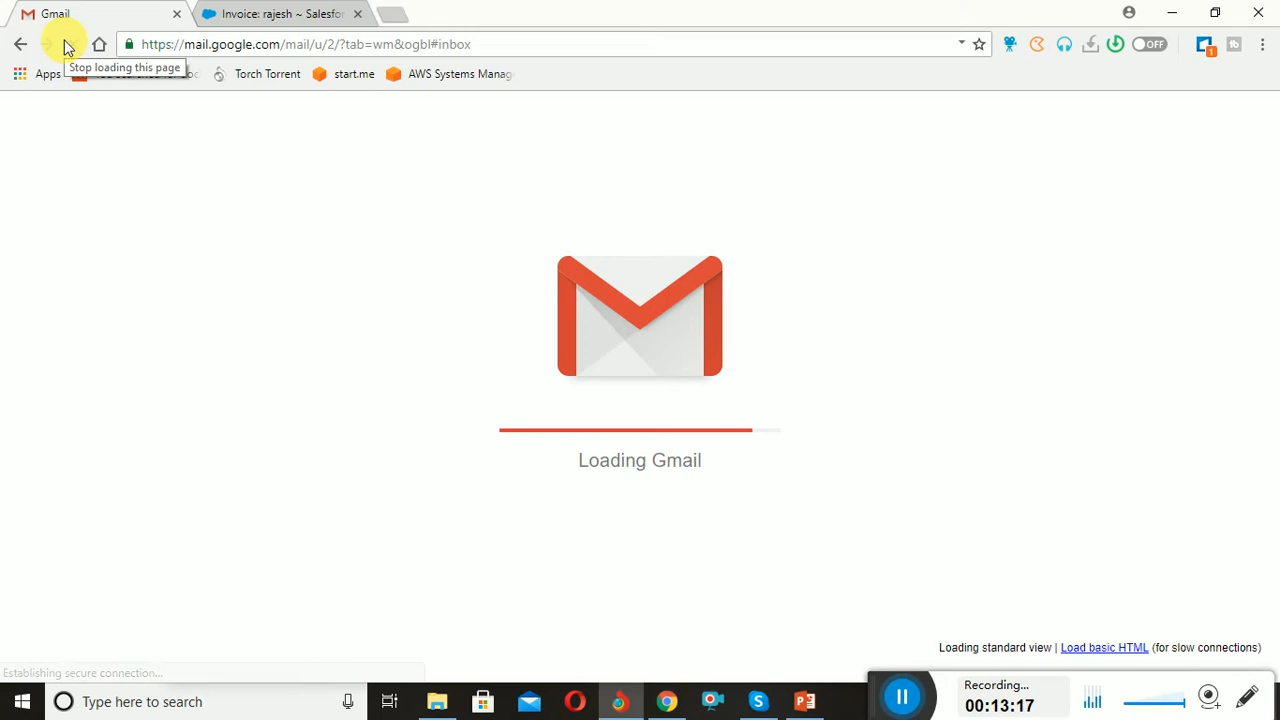 Gmail
Invoice: rajesh ~ Salesfor
https://mail.google.com/mail/u/2/?tab=wm&ogbl#inbox
OFF
1
Stop loading this page
Apps
Torch Torrent
start.me
AWS Systems Manag
Loading Gmail
Loading standard view | Load basic HTML (for slow connections)
Establishing secure connection...
Type here to search
Recording...
00:13:17